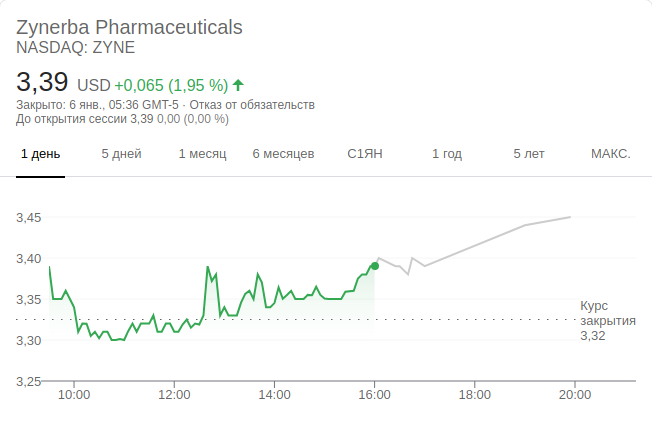 Zynerba Pharmaceuticals
NASDAQ: ZYNE
3,39 USD +0,065 (1,95 %)
Закрыто: 6 янв., 05:36 GMT-5 · Отказ от обязательств
До открытия сессии 3,39 0,00 (0,00 %)
1 день 5 дней 1 месяц 6 месяцев С1ЯН 1 год 5 лет МАКС.
3,45
3,40
3,35
3,30
3,25
Курс
закрытия
3,32
10:00 12:00 14:00 16:00 18:00 20:00